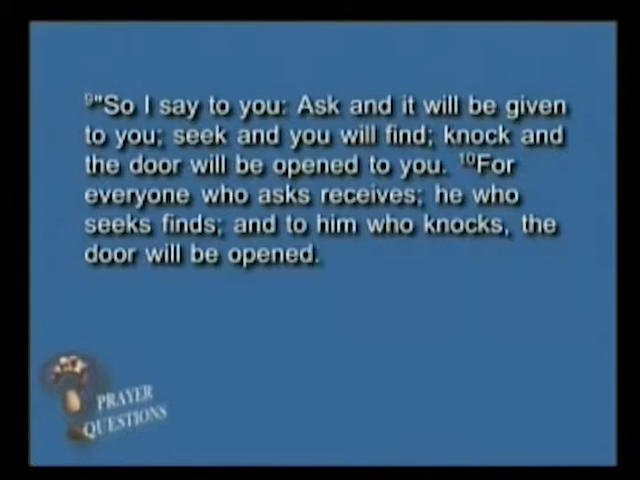 ⁹"So I say to you: Ask and it will be given
to you; seek and you will find; knock and
the door will be opened to you. ¹⁰For
everyone who asks receives; he who
seeks finds; and to him who knocks, the
door will be opened.
PRAYER
QUESTIONS